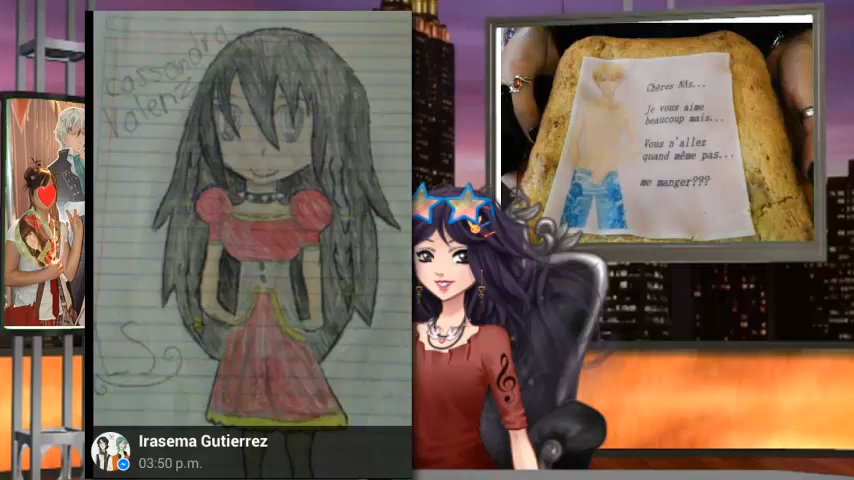 cassandra
Valenz
LS
Irasema Gutierrez
03:50 p.m.
Chères NAs...
Je vous aime
beaucoup mais...
Vous n'allez
quand même pas...
me manger???